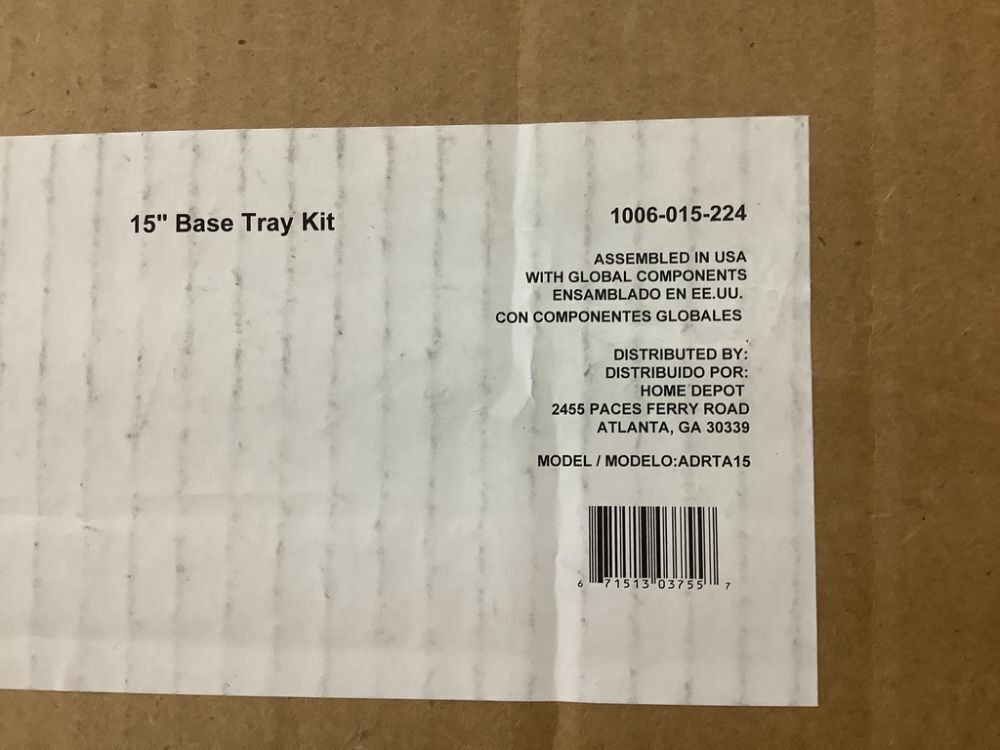 15" Base Tray Kit
1006-015-224
ASSEMBLED IN USA
WITH GLOBAL COMPONENTS
ENSAMBLADO EN EE.UU.
CON COMPONENTES GLOBALES
DISTRIBUTED BY:
DISTRIBUIDO POR:
HOME DEPOT
2455 PACES FERRY ROAD
ATLANTA, GA 30339
MODEL / MODELO:ADRTA15
6 71513 03755 7